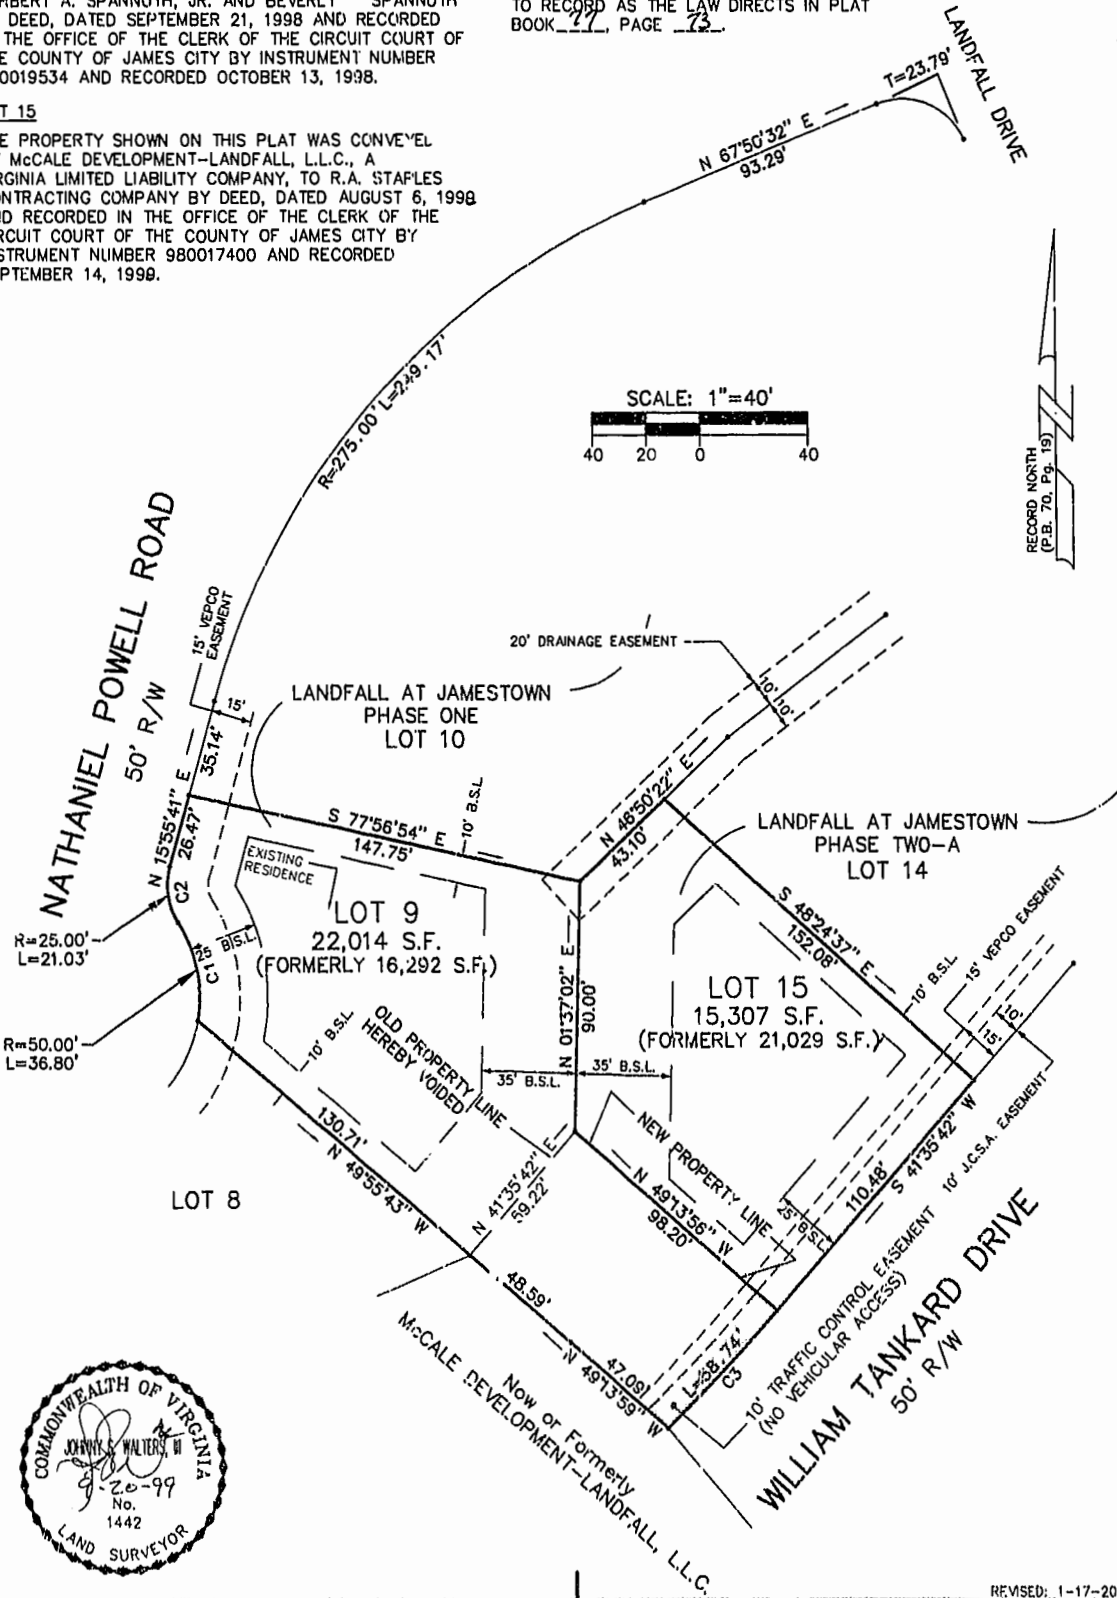 BERT A. SPANNUTH, JR. AND BEVERLY SPANNUTH
DEED, DATED SEPTEMBER 21, 1998 AND RECORDED
THE OFFICE OF THE CLERK OF THE CIRCUIT COURT OF
E COUNTY OF JAMES CITY BY INSTRUMENT NUMBER
0019534 AND RECORDED OCTOBER 13, 1998.
T 15
E PROPERTY SHOWN ON THIS PLAT WAS CONVEYED
McCALE DEVELOPMENT-LANDFALL, L.L.C., A
RGINIA LIMITED LIABILITY COMPANY, TO R.A. STAPLES
ONTRACTING COMPANY BY DEED, DATED AUGUST 6, 1998
D RECORDED IN THE OFFICE OF THE CLERK OF THE
RCUIT COURT OF THE COUNTY OF JAMES CITY BY
STRUMENT NUMBER 980017400 AND RECORDED
PTEMBER 14, 1998.
TO RECORD AS THE LAW DIRECTS IN PLAT
BOOK 77, PAGE 73.
LANDFALL DRIVE
T=23.79'
N 67°50'32" E
93.29'
R=275.00' L=249.17'
SCALE: 1"=40'
40 20 0 40
RECORD NORTH
(P.B. 70, Pg. 19)
NATHANIEL POWELL ROAD
50' R/W
15' VEPCO
EASEMENT
15'
35.14'
N 15°55'41" E
26.47'
C2
R=25.00'
L=21.03'
25' B.S.L.
C1
R=50.00'
L=36.80'
20' DRAINAGE EASEMENT
10'
10'
LANDFALL AT JAMESTOWN
PHASE ONE
LOT 10
S 77°56'54" E
147.75'
10' B.S.L.
N 46°50'22" E
43.10'
LANDFALL AT JAMESTOWN
PHASE TWO-A
LOT 14
EXISTING
RESIDENCE
LOT 9
22,014 S.F.
(FORMERLY 16,292 S.F.)
N 01°37'02" E
90.00'
S 48°24'37" E
152.08'
10' B.S.L.
15' VEPCO EASEMENT
10'
15'
LOT 15
15,307 S.F.
(FORMERLY 21,029 S.F.)
10' B.S.L.
OLD PROPERTY LINE
HEREBY VOIDED
35' B.S.L.
35' B.S.L.
NEW PROPERTY LINE
130.71'
N 49°55'43" W
LOT 8
N 41°35'42" E
59.22'
N 49°13'56" W
98.20'
25' B.S.L.
110.48'
S 41°35'42" W
10' J.C.S.A. EASEMENT
48.59'
47.09'
N 49°13'59" W
L=58.74'
C3
10' TRAFFIC CONTROL EASEMENT
(NO VEHICULAR ACCESS)
WILLIAM TANKARD DRIVE
50' R/W
Now or Formerly
McCALE DEVELOPMENT-LANDFALL, L.L.C.
COMMONWEALTH OF VIRGINIA
JOHNNY S. WALTERS, III
9-20-99
No.
1442
LAND SURVEYOR
REVISED: 1-17-20